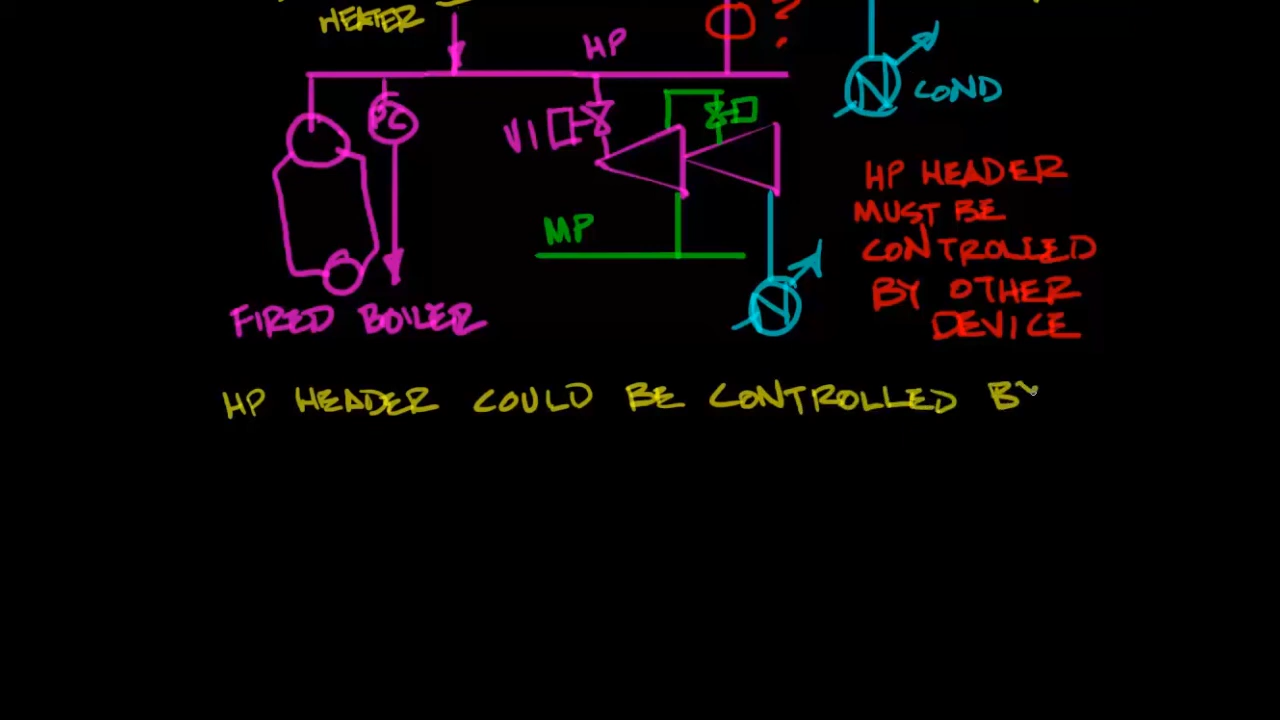 HEATER
?
HP
PC
V1
COND
MP
HP HEADER
MUST BE
CONTROLLED
BY OTHER
DEVICE
FIRED BOILER
HP HEADER COULD BE CONTROLLED BY